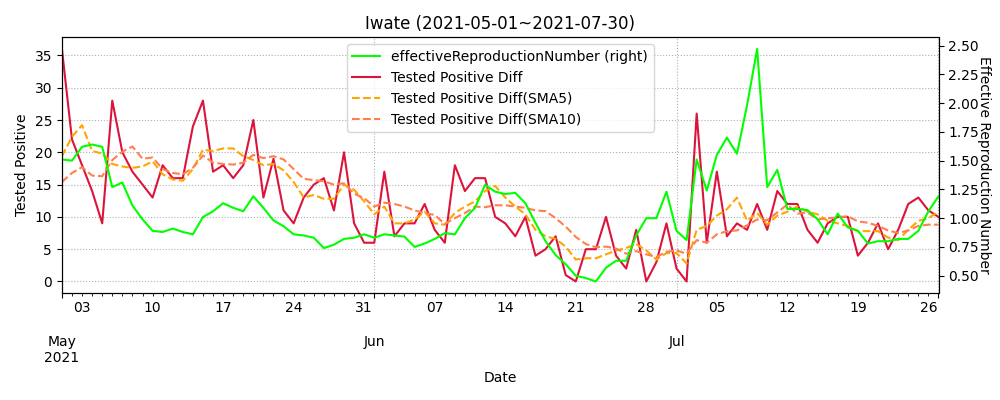 Iwate (2021-05-01~2021-07-30)
effectiveReproductionNumber (right)
Tested Positive Diff
Tested Positive Diff(SMA5)
Tested Positive Diff(SMA10)
Tested Positive
35
30
25
20
15
10
5
0
2.50
2.25
2.00
1.75
1.50
1.25
1.00
0.75
0.50
Effective Reproduction Number
03 10 17 24 31 07 14 21 28 05 12 19 26
May Jun Jul
2021
Date